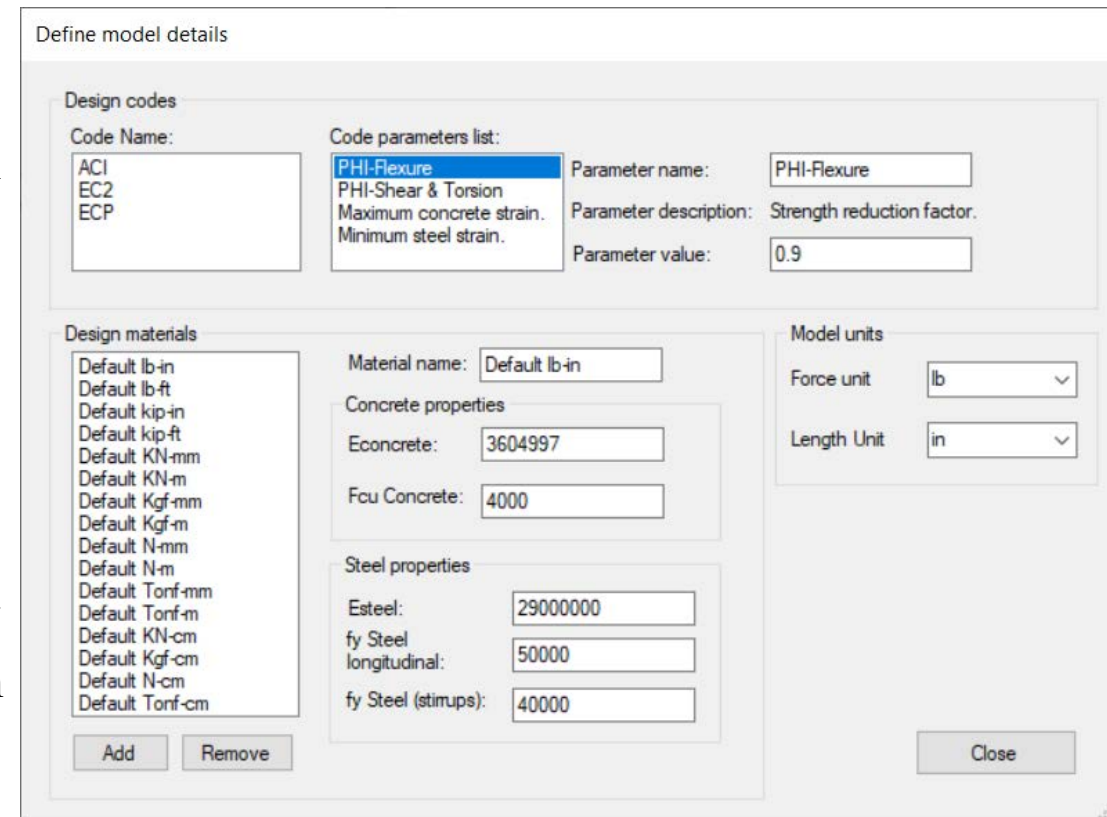 Define model details
Design codes
Code Name:
ACI
EC2
ECP
Code parameters list:
PHI-Flexure
PHI-Shear & Torsion
Maximum concrete strain.
Minimum steel strain.
Parameter name:
PHI-Flexure
Parameter description:
Strength reduction factor.
Parameter value:
0.9
Design materials
Default lb-in
Default lb-ft
Default kip-in
Default kip-ft
Default KN-mm
Default KN-m
Default Kgf-mm
Default Kgf-m
Default N-mm
Default N-m
Default Tonf-mm
Default Tonf-m
Default KN-cm
Default Kgf-cm
Default N-cm
Default Tonf-cm
Add
Remove
Material name:
Default lb-in
Concrete properties
Econcrete:
3604997
Fcu Concrete:
4000
Steel properties
Esteel:
29000000
fy Steel
longitudinal:
50000
fy Steel (stirrups):
40000
Model units
Force unit
lb
Length Unit
in
Close